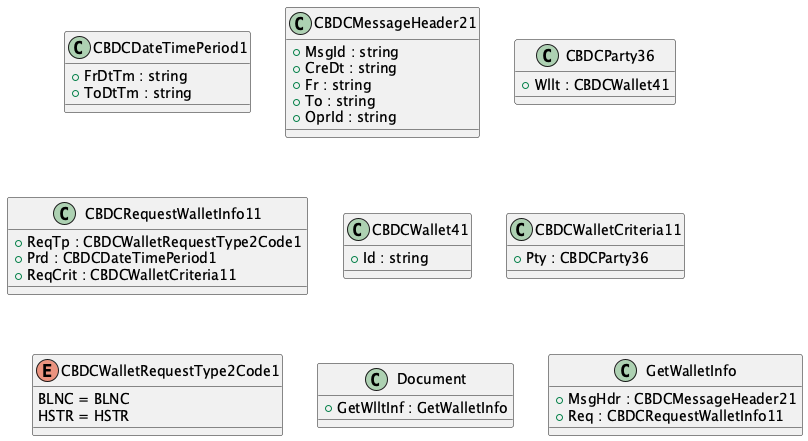 C CBDCDateTimePeriod1
FrDtTm : string
ToDtTm : string
C CBDCMessageHeader21
MsgId : string
CreDt : string
Fr : string
To : string
OprId : string
C CBDCParty36
Wllt : CBDCWallet41
C CBDCRequestWalletInfo11
ReqTp : CBDCWalletRequestType2Code1
Prd : CBDCDateTimePeriod1
ReqCrit : CBDCWalletCriteria11
C CBDCWallet41
Id : string
C CBDCWalletCriteria11
Pty : CBDCParty36
E CBDCWalletRequestType2Code1
BLNC = BLNC
HSTR = HSTR
C Document
GetWlltInf : GetWalletInfo
C GetWalletInfo
MsgHdr : CBDCMessageHeader21
Req : CBDCRequestWalletInfo11